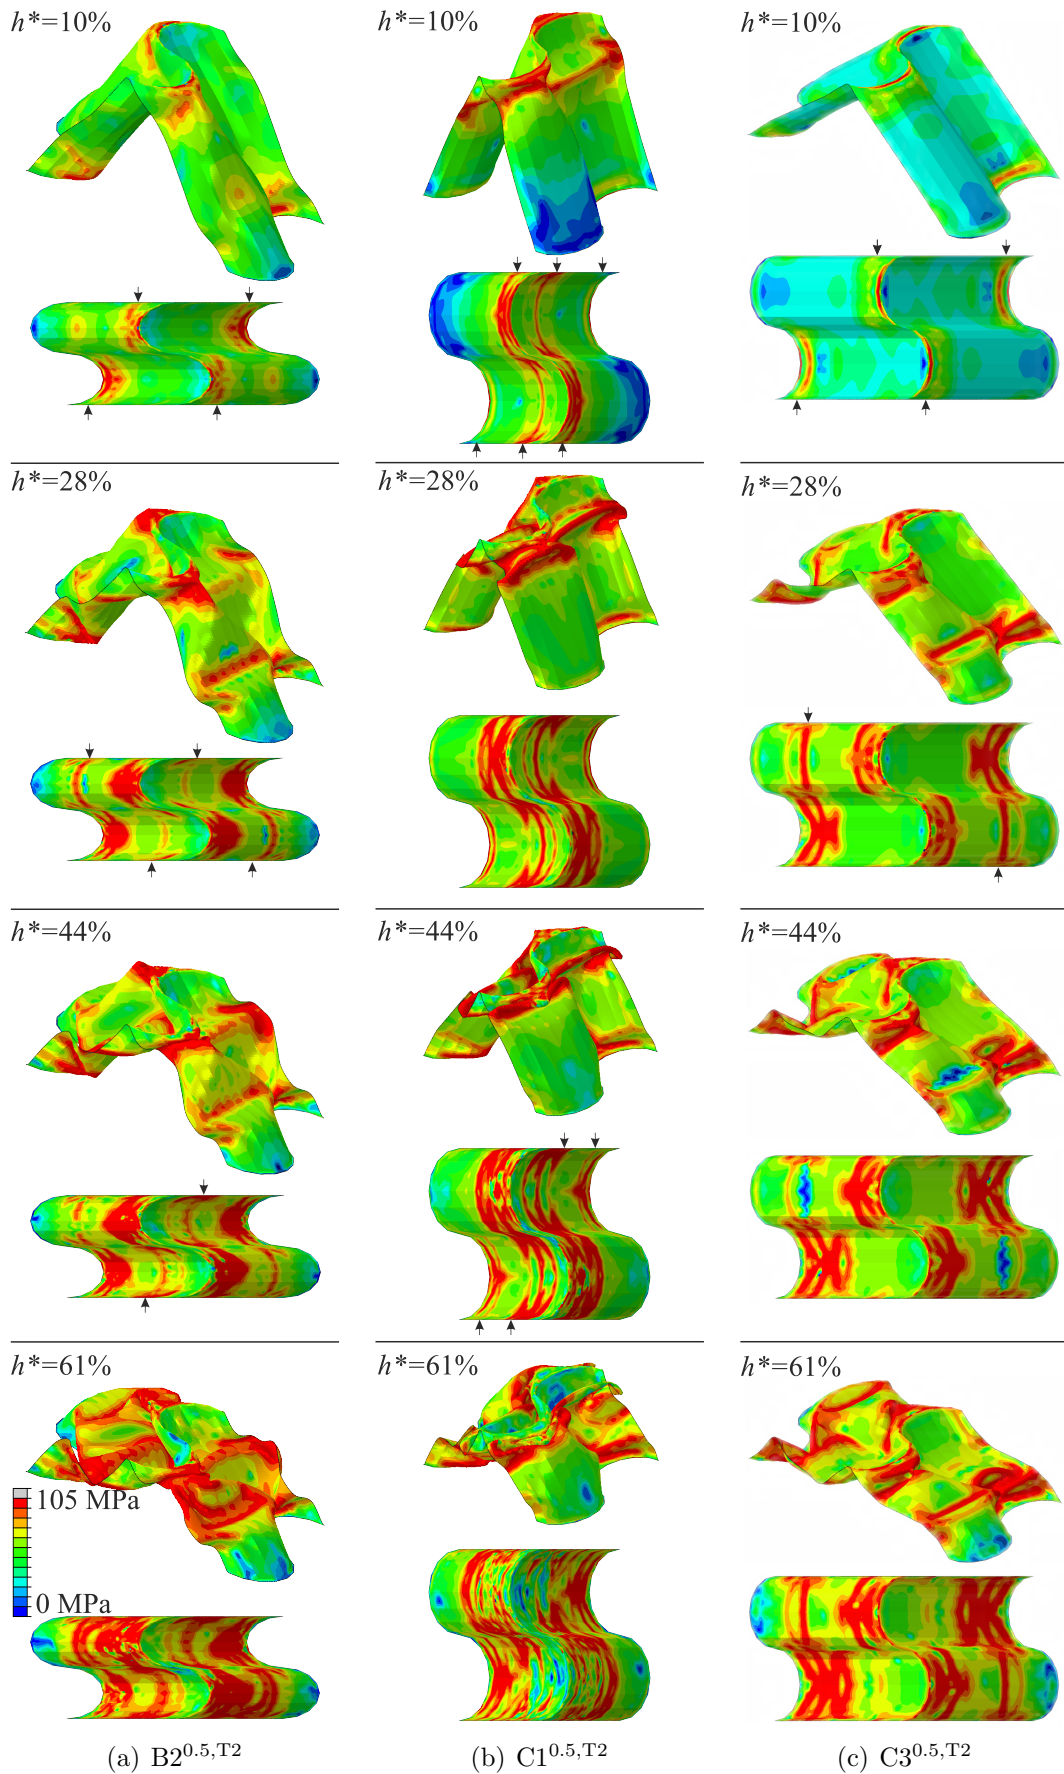 h*=10%
h*=10%
h*=10%
h*=28%
h*=28%
h*=28%
h*=44%
h*=44%
h*=44%
h*=61%
h*=61%
h*=61%
105 MPa
0 MPa
(a) B2^0.5,T2
(b) C1^0.5,T2
(c) C3^0.5,T2